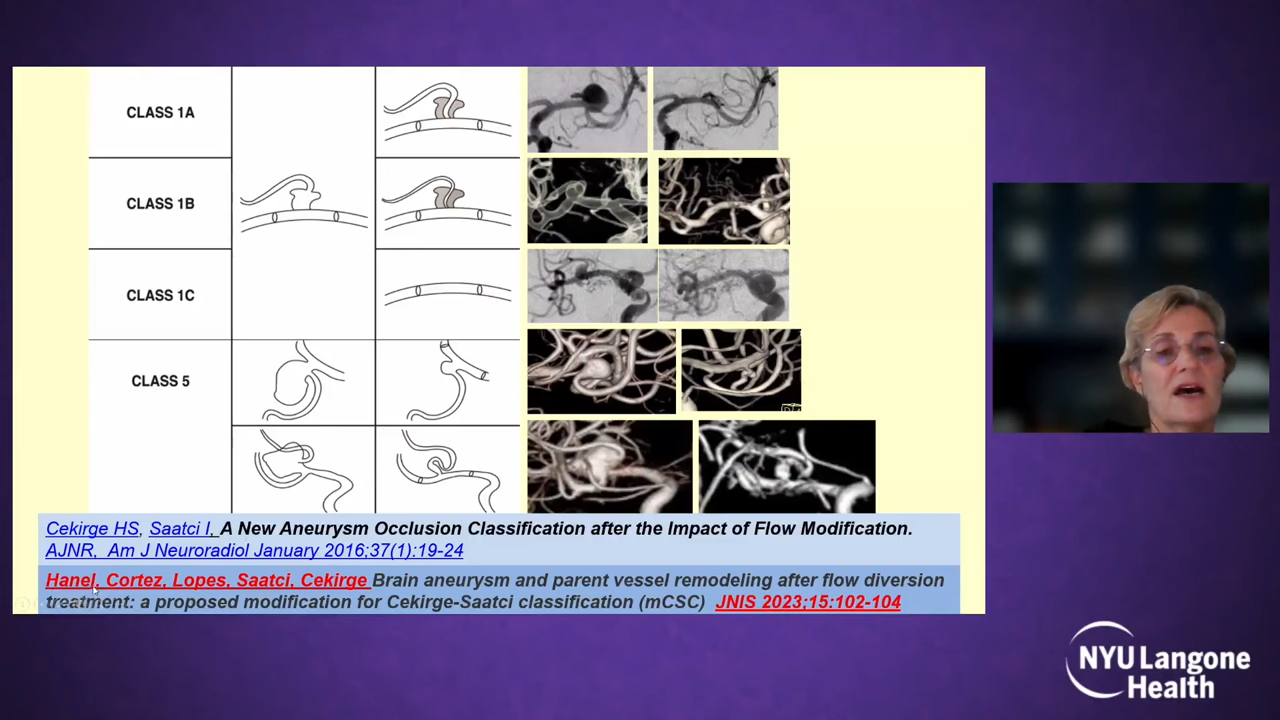 CLASS 1A
CLASS 1B
CLASS 1C
CLASS 5
Cekirge HS, Saatci I, A New Aneurysm Occlusion Classification after the Impact of Flow Modification.
AJNR, Am J Neuroradiol January 2016;37(1):19-24
Hanel, Cortez, Lopes, Saatci, Cekirge Brain aneurysm and parent vessel remodeling after flow diversion
treatment: a proposed modification for Cekirge-Saatci classification (mCSC) JNIS 2023;15:102-104
NYU Langone
Health